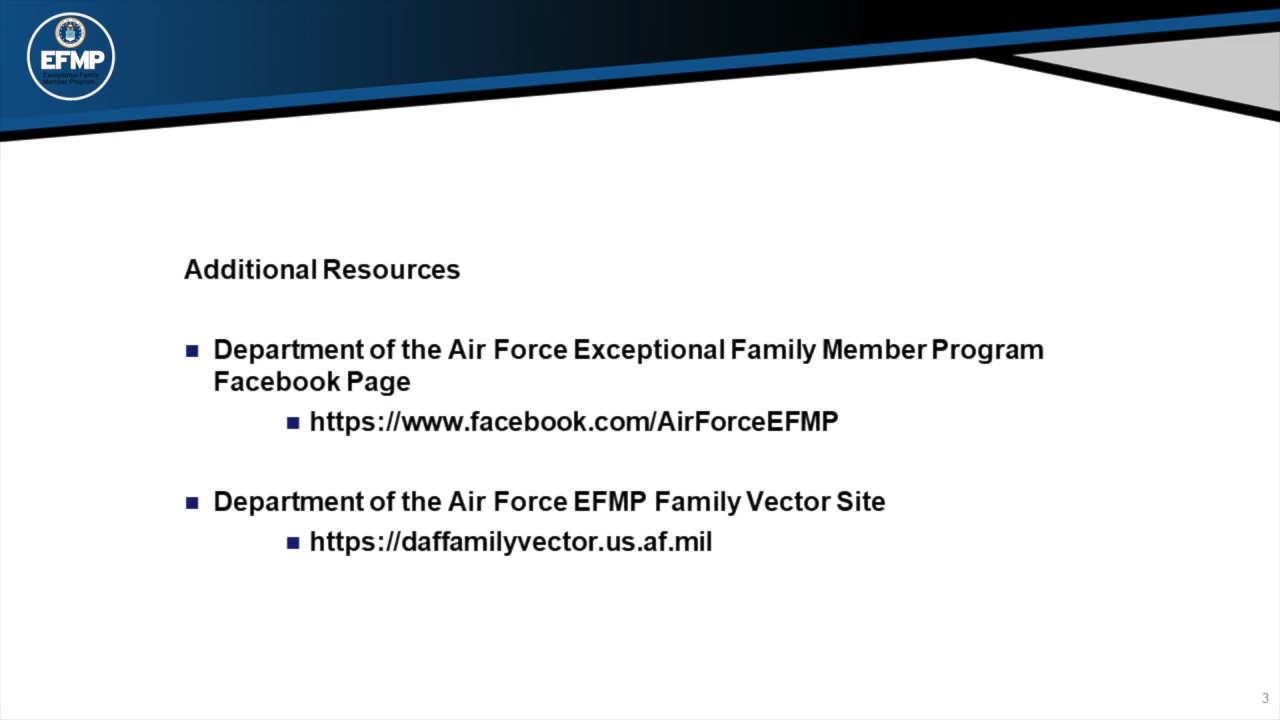 EFMP
Exceptional Family
Member Program
Additional Resources
Department of the Air Force Exceptional Family Member Program
Facebook Page
https://www.facebook.com/AirForceEFMP
Department of the Air Force EFMP Family Vector Site
https://daffamilyvector.us.af.mil
3